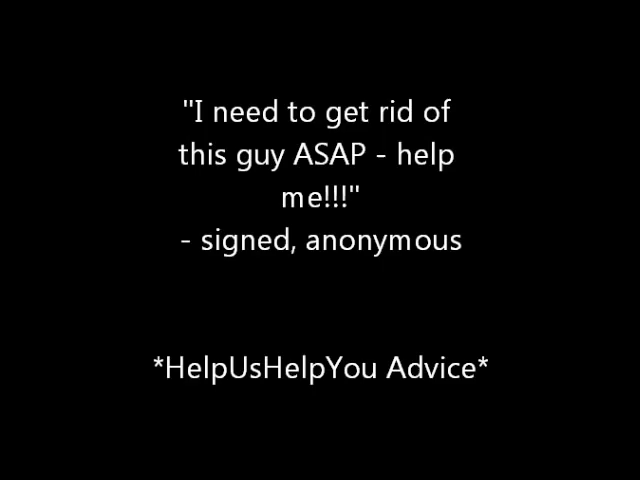 "I need to get rid of
this guy ASAP - help
me!!!"
- signed, anonymous
*HelpUsHelpYou Advice*